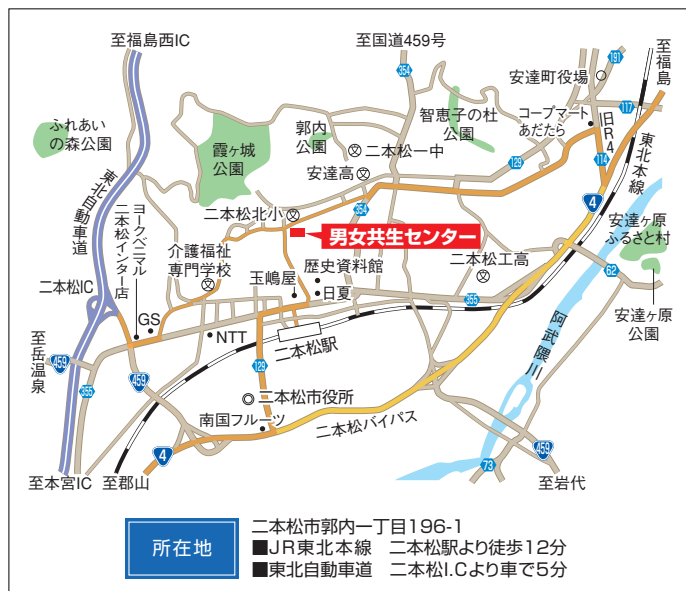 至福島西IC
至国道459号
至福島
354
191
安達町役場
ふれあい
の森公園
霞ヶ城
公園
郭内
公園
二本松一中
智恵子の杜
公園
コープマート
あだたら
117
旧R4
114
129
安達高
東北本線
東北自動車道
二本松北小
354
4
ヨークベニマル
二本松インター店
介護福祉
専門学校
男女共生センター
安達ヶ原
ふるさと村
二本松IC
玉嶋屋
歴史資料館
日夏
二本松工高
62
355
安達ヶ原
公園
GS
NTT
二本松駅
阿武隈川
至岳温泉
459
355
459
129
二本松市役所
南国フルーツ
二本松バイパス
4
459
73
至本宮IC
至郡山
至岩代
所在地
二本松市郭内一丁目196-1
■JR東北本線 二本松駅より徒歩12分
■東北自動車道 二本松I.Cより車で5分